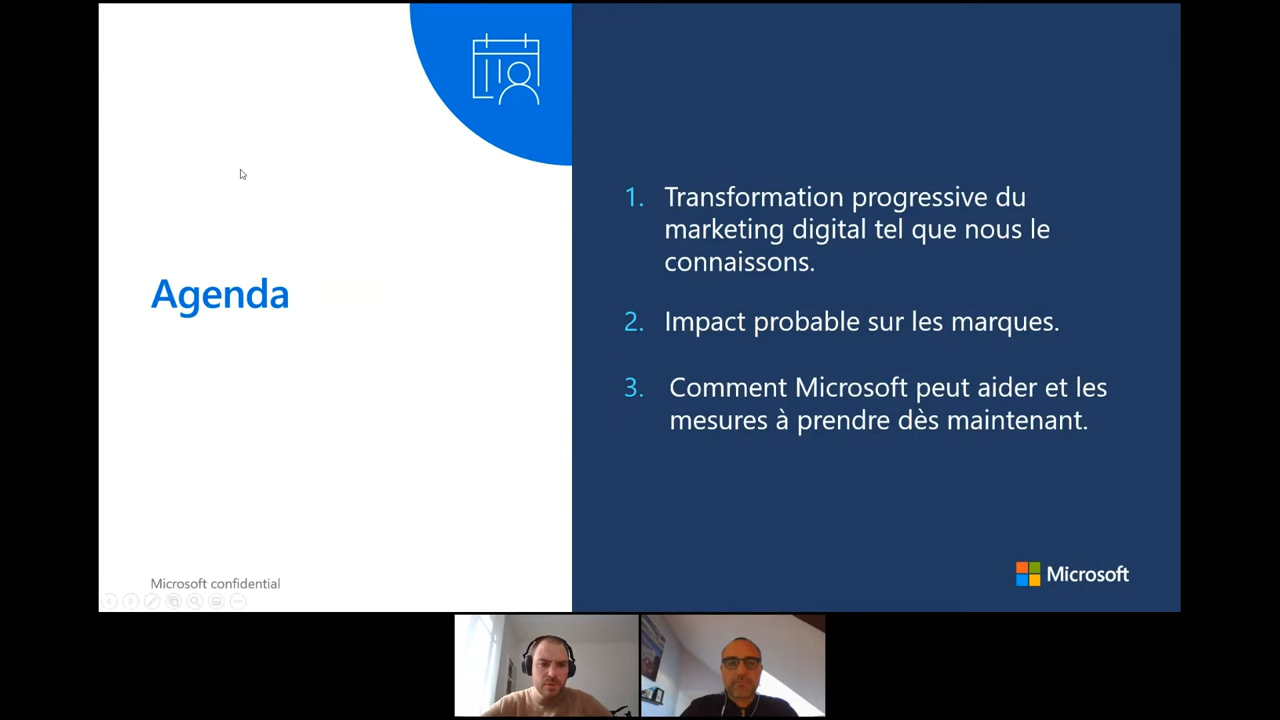 Agenda
1. Transformation progressive du
marketing digital tel que nous le
connaissons.
2. Impact probable sur les marques.
3. Comment Microsoft peut aider et les
mesures à prendre dès maintenant.
Microsoft confidential
Microsoft